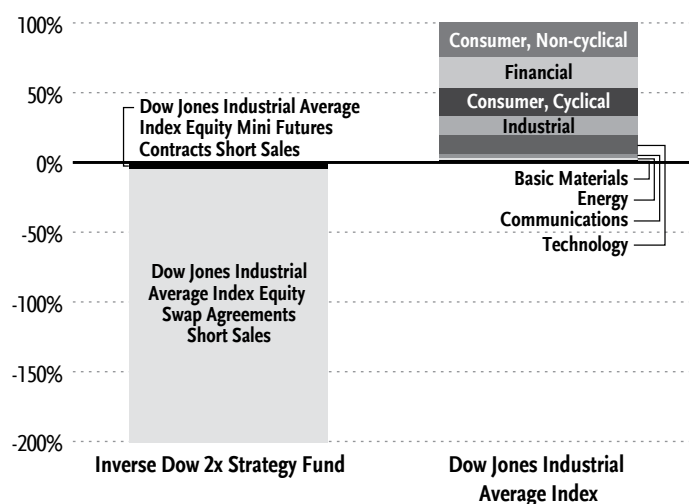 100%
50%
0%
-50%
-100%
-150%
-200%
Dow Jones Industrial Average
Index Equity Mini Futures
Contracts Short Sales
Dow Jones Industrial
Average Index Equity
Swap Agreements
Short Sales
Inverse Dow 2x Strategy Fund
Consumer, Non-cyclical
Financial
Consumer, Cyclical
Industrial
Basic Materials
Energy
Communications
Technology
Dow Jones Industrial
Average Index